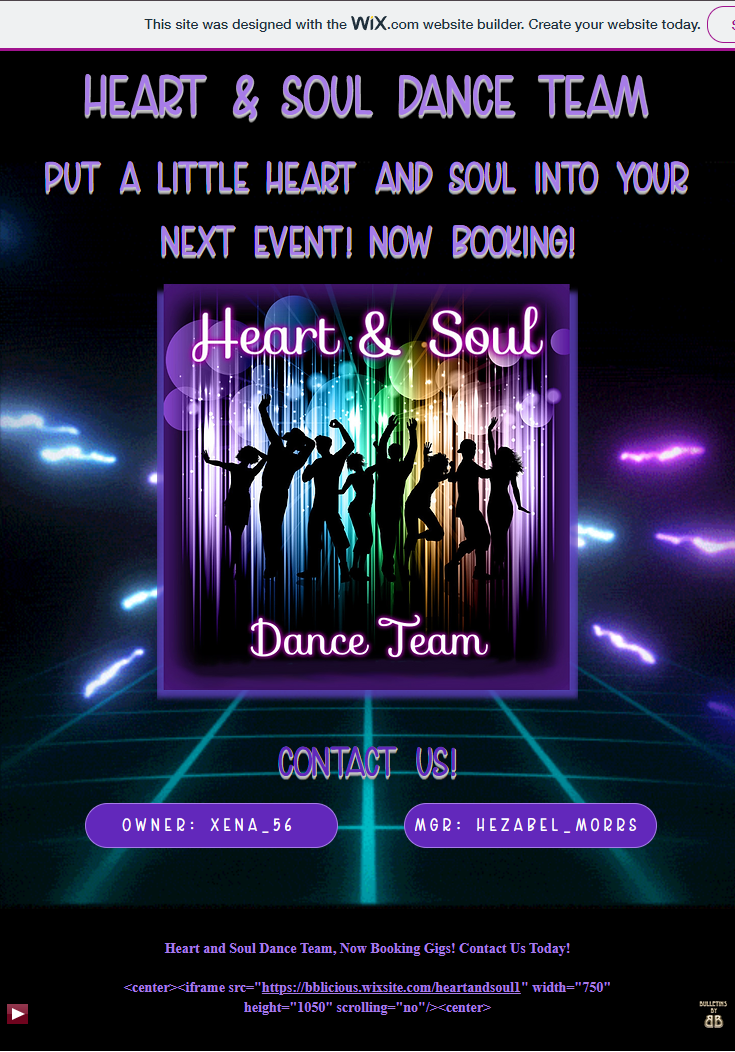 This site was designed with the WiX.com website builder. Create your website today.
HEART & SOUL DANCE TEAM
PUT A LITTLE HEART AND SOUL INTO YOUR
NEXT EVENT! NOW BOOKING!
Heart & Soul
Dance Team
CONTACT US!
OWNER: XENA_56
MGR: HEZABEL_MORRS
Heart and Soul Dance Team, Now Booking Gigs! Contact Us Today!
<center><iframe src="https://bblicious.wixsite.com/heartandsoul1" width="750"
height="1050" scrolling="no"/><center>
BULLETINS
BY
BB